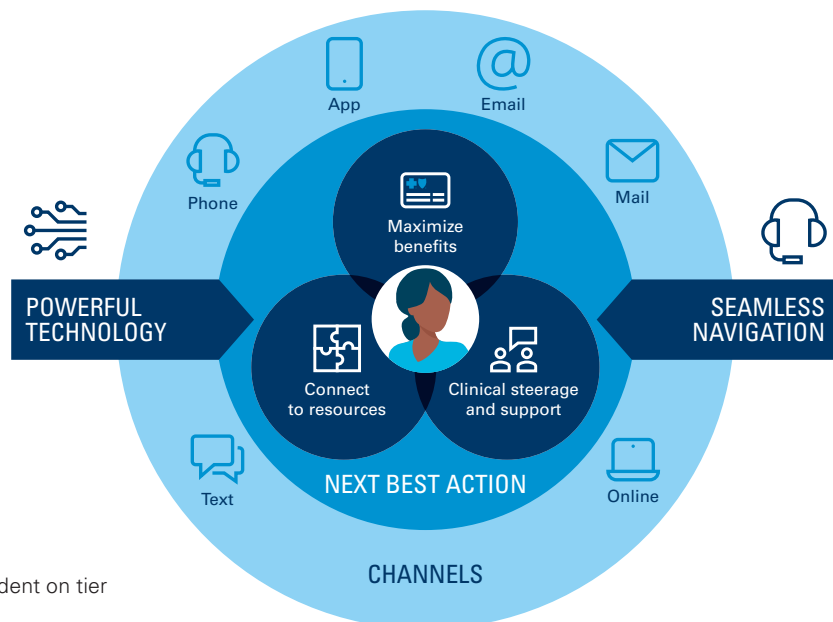 App
Email
Phone
Mail
Maximize
benefits
POWERFUL
TECHNOLOGY
SEAMLESS
NAVIGATION
Connect
to resources
Clinical steerage
and support
Text
NEXT BEST ACTION
Online
CHANNELS
dent on tier